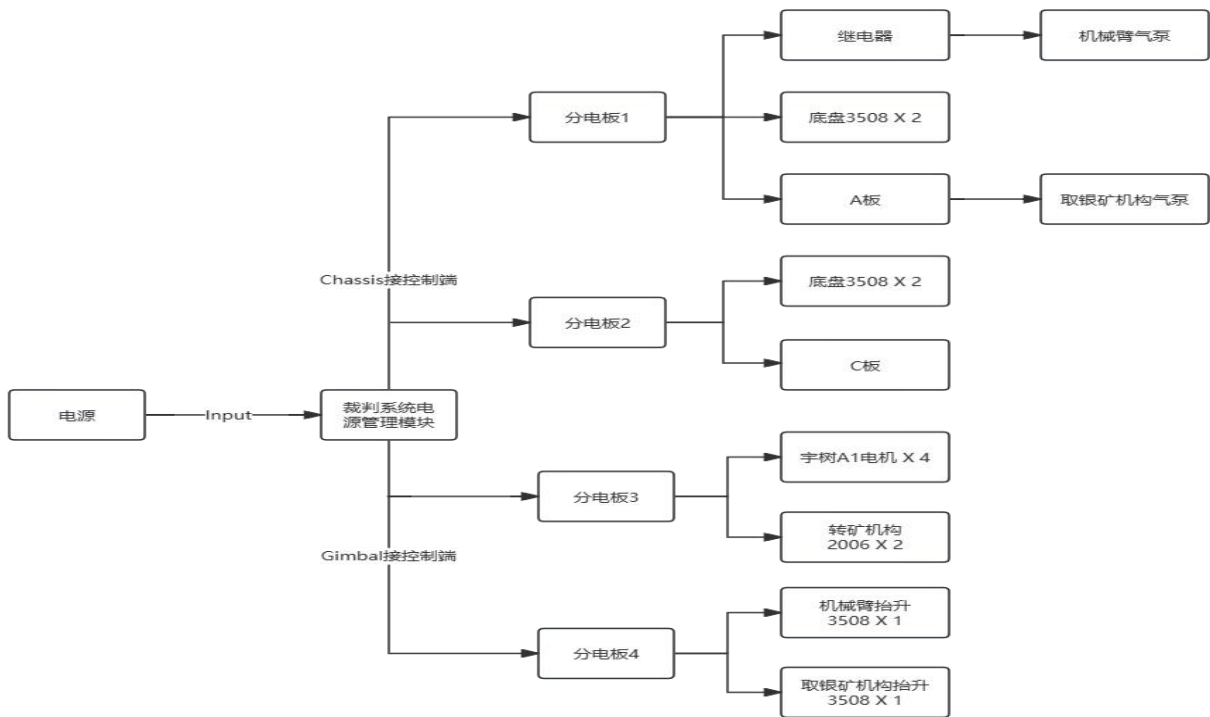 继电器
机械臂气泵
分电板1
底盘3508 X 2
A板
取银矿机构气泵
Chassis接控制端
底盘3508 X 2
分电板2
C板
电源
Input
裁判系统电
源管理模块
宇树A1电机 X 4
分电板3
转矿机构
2006 X 2
Gimbal接控制端
机械臂抬升
3508 X 1
分电板4
取银矿机构抬升
3508 X 1